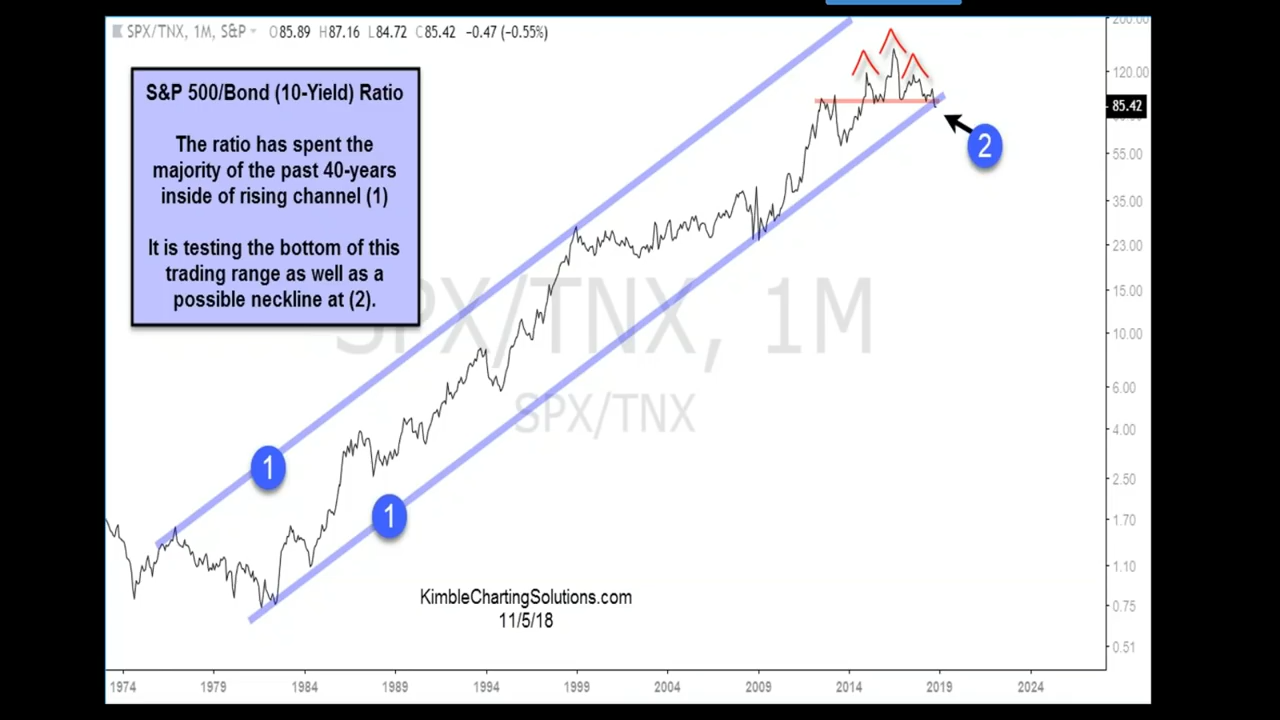 SPX/TNX, 1M, S&P O85.89 H87.16 L84.72 C85.42 −0.47 (−0.55%)
S&P 500/Bond (10-Yield) Ratio
The ratio has spent the
majority of the past 40-years
inside of rising channel (1)
It is testing the bottom of this
trading range as well as a
possible neckline at (2).
200.00
120.00
85.42
55.00
35.00
23.00
15.00
10.00
6.00
4.00
2.50
1.70
1.10
0.75
0.51
2
1
1
SPX/TNX, 1M
SPX/TNX
KimbleChartingSolutions.com
11/5/18
1974 1979 1984 1989 1994 1999 2004 2009 2014 2019 2024